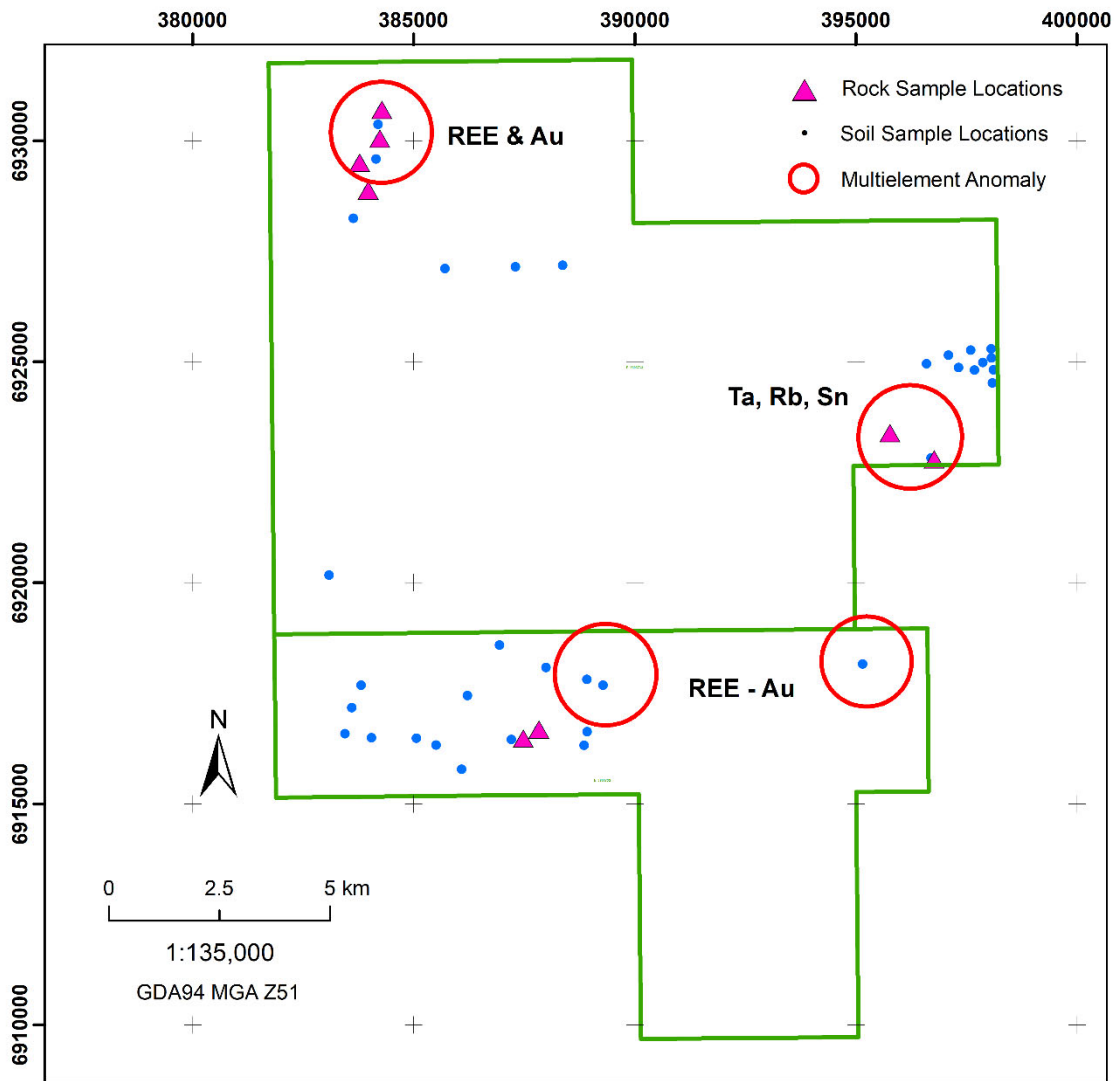 380000 385000 390000 395000 400000
Rock Sample Locations
Soil Sample Locations
Multielement Anomaly
REE & Au
6930000
6925000
Ta, Rb, Sn
6920000
REE - Au
N
6915000
0 2.5 5 km
1:135,000
GDA94 MGA Z51
6910000